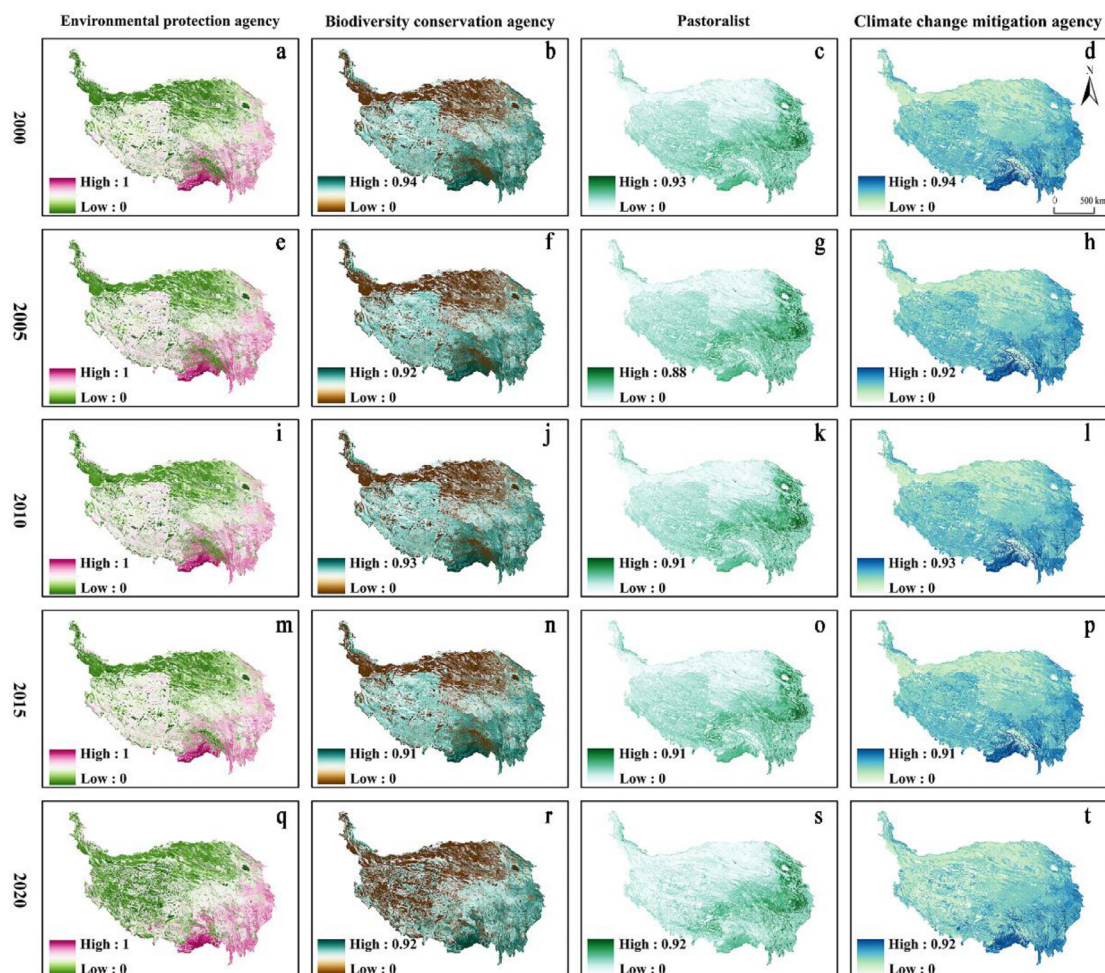 Environmental protection agency Biodiversity conservation agency Pastoralist Climate change mitigation agency
2000
a
High : 1
Low : 0
b
High : 0.94
Low : 0
c
High : 0.93
Low : 0
d
N
High : 0.94
Low : 0
0 500 km
2005
e
High : 1
Low : 0
f
High : 0.92
Low : 0
g
High : 0.88
Low : 0
h
High : 0.92
Low : 0
2010
i
High : 1
Low : 0
j
High : 0.93
Low : 0
k
High : 0.91
Low : 0
l
High : 0.93
Low : 0
2015
m
High : 1
Low : 0
n
High : 0.91
Low : 0
o
High : 0.91
Low : 0
p
High : 0.91
Low : 0
2020
q
High : 1
Low : 0
r
High : 0.92
Low : 0
s
High : 0.92
Low : 0
t
High : 0.92
Low : 0